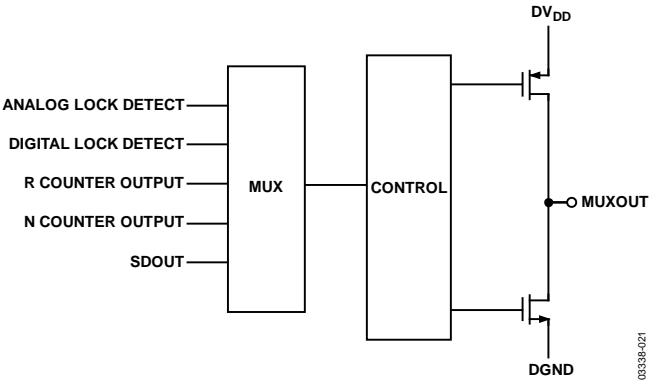 DVDD
ANALOG LOCK DETECT
DIGITAL LOCK DETECT
R COUNTER OUTPUT
MUX
CONTROL
MUXOUT
N COUNTER OUTPUT
SDOUT
DGND
03338-021